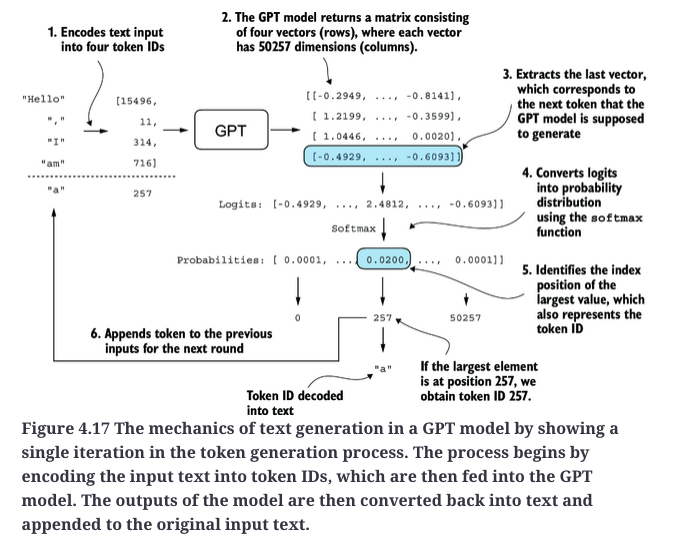 1. Encodes text input
into four token IDs
2. The GPT model returns a matrix consisting
of four vectors (rows), where each vector
has 50257 dimensions (columns).
3. Extracts the last vector,
which corresponds to
the next token that the
GPT model is supposed
to generate
"Hello"
","
"I"
"am"
"a"
[15496,
11,
314,
716]
257
GPT
[[-0.2949, ..., -0.8141],
[ 1.2199, ..., -0.3599],
[ 1.0446, ..., 0.0020],
[-0.4929, ..., -0.6093]]
4. Converts logits
into probability
distribution
using the softmax
function
Logits: [-0.4929, ..., 2.4812, ..., -0.6093]]
Softmax
Probabilities: [ 0.0001, ... 0.0200, ..., 0.0001]]
5. Identifies the index
position of the
largest value, which
also represents the
token ID
0 257 50257
6. Appends token to the previous
inputs for the next round
"a"
Token ID decoded
into text
If the largest element
is at position 257, we
obtain token ID 257.
Figure 4.17 The mechanics of text generation in a GPT model by showing a
single iteration in the token generation process. The process begins by
encoding the input text into token IDs, which are then fed into the GPT
model. The outputs of the model are then converted back into text and
appended to the original input text.